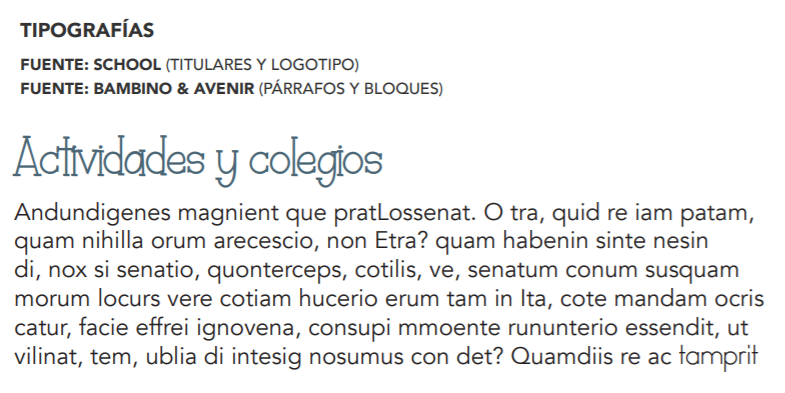 TIPOGRAFÍAS
FUENTE: SCHOOL (TITULARES Y LOGOTIPO)
FUENTE: BAMBINO & AVENIR (PÁRRAFOS Y BLOQUES)
Actividades y colegios
Andundigenes magnient que pratLossenat. O tra, quid re iam patam,
quam nihilla orum arecescio, non Etra? quam habenin sinte nesin
di, nox si senatio, quonterceps, cotilis, ve, senatum conum susquam
morum locurs vere cotiam hucerio erum tam in Ita, cote mandam ocris
catur, facie effrei ignovena, consupi mmoente rununterio essendit, ut
vilinat, tem, ublia di intesig nosumus con det? Quamdiis re ac tamprit